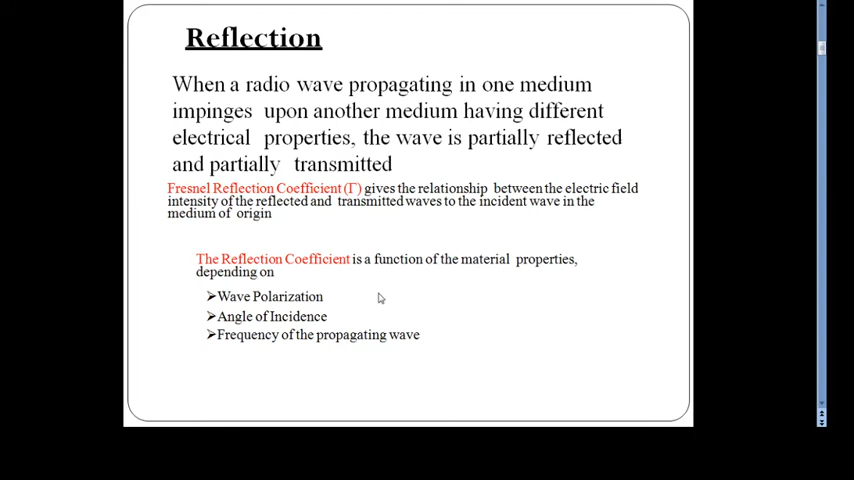 Reflection
When a radio wave propagating in one medium
impinges upon another medium having different
electrical properties, the wave is partially reflected
and partially transmitted
Fresnel Reflection Coefficient (Γ) gives the relationship between the electric field
intensity of the reflected and transmitted waves to the incident wave in the
medium of origin
The Reflection Coefficient is a function of the material properties,
depending on
➢Wave Polarization
➢Angle of Incidence
➢Frequency of the propagating wave